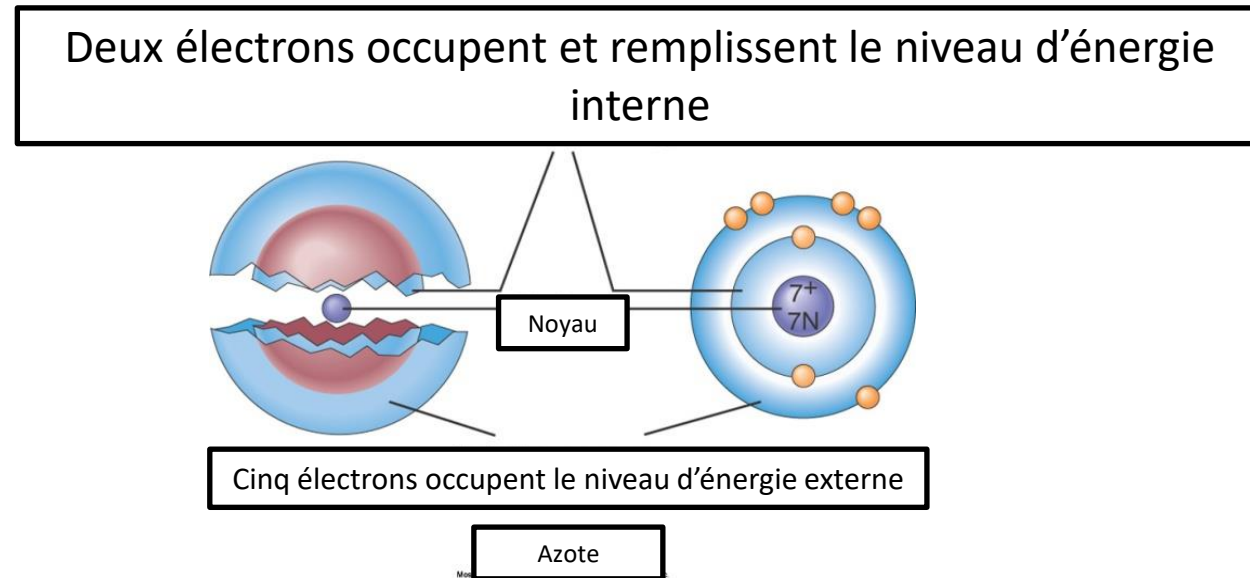 Deux électrons occupent et remplissent le niveau d’énergie
interne
7+
7N
Noyau
Cinq électrons occupent le niveau d’énergie externe
Azote